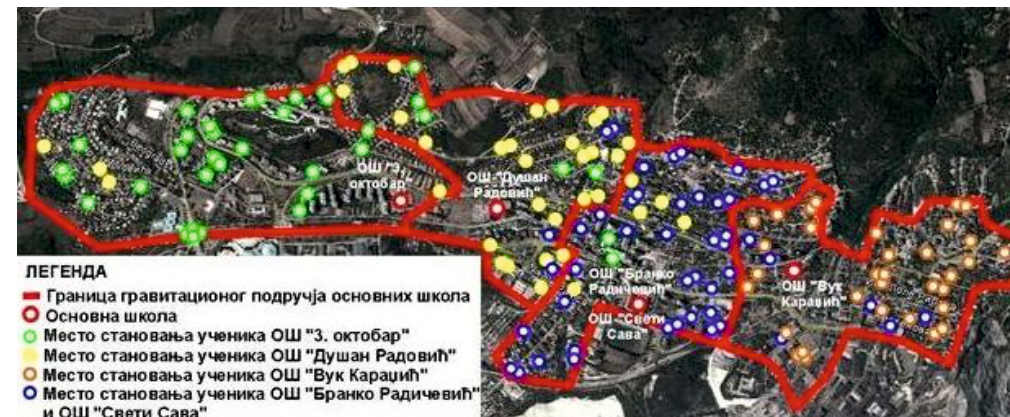 ОШ "3.
октобар"
ОШ-"Душан
Радовић"
ОШ "Бранко
Радичевић"
ОШ "Свети
Сава"
ОШ "Вук
Каравић"
ЛЕГЕНДА
Граница гравитационог подручја основних школа
Основна школа
Место становања ученика ОШ "3. октобар"
Место становања ученика ОШ "Душан Радовић"
Место становања ученика ОШ "Вук Караџић"
Место становања ученика ОШ "Бранко Радичевић"
и ОШ "Свети Сава"